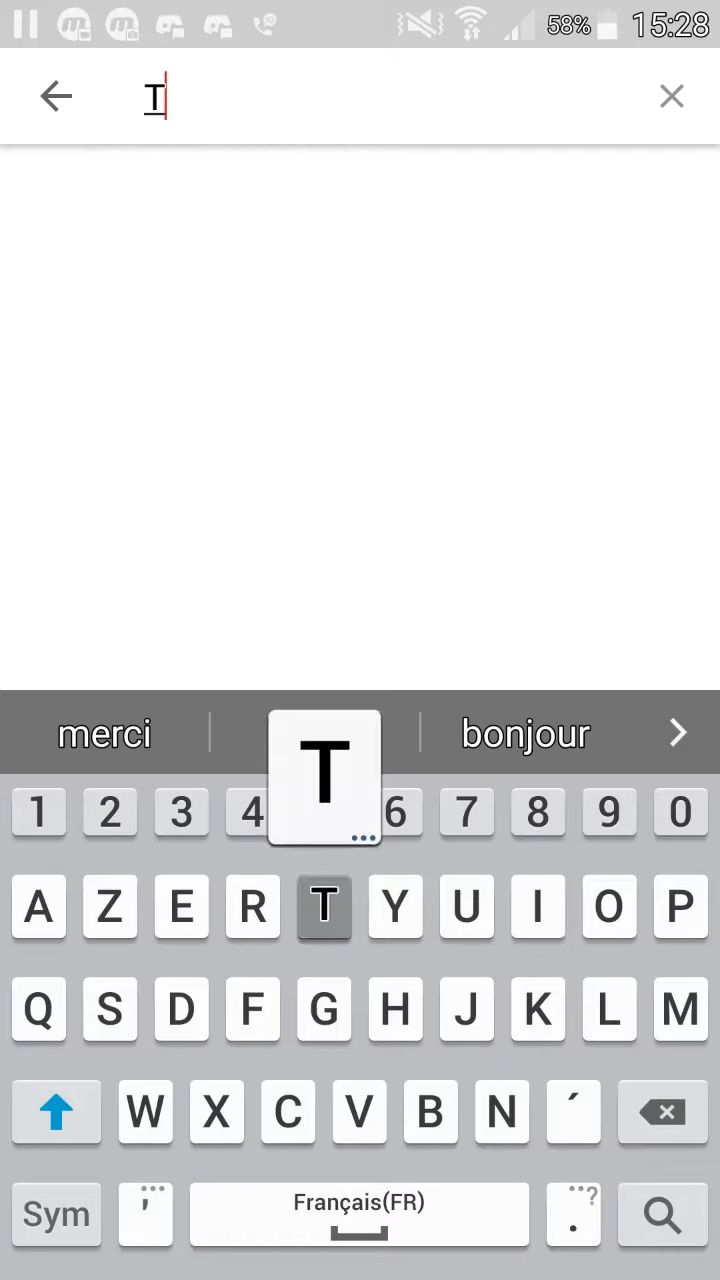 58% 15:28
T
merci bonjour
T
1 2 3 4 6 7 8 9 0
A Z E R T Y U I O P
Q S D F G H J K L M
W X C V B N ´
Sym , Français(FR) . ?